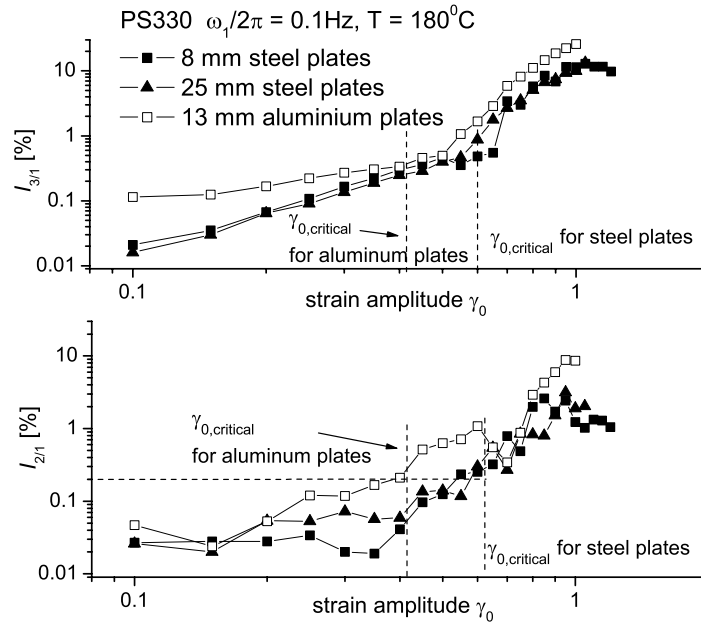 PS330 ω₁/2π = 0.1Hz, T = 180⁰C
8 mm steel plates
25 mm steel plates
13 mm aluminium plates
10
1
0.1
0.01
I₃/₁ [%]
γ₀,critical
for aluminum plates
γ₀,critical for steel plates
0.1
1
strain amplitude γ₀
10
1
0.1
0.01
I₂/₁ [%]
γ₀,critical
for aluminum plates
γ₀,critical for steel plates
0.1
1
strain amplitude γ₀